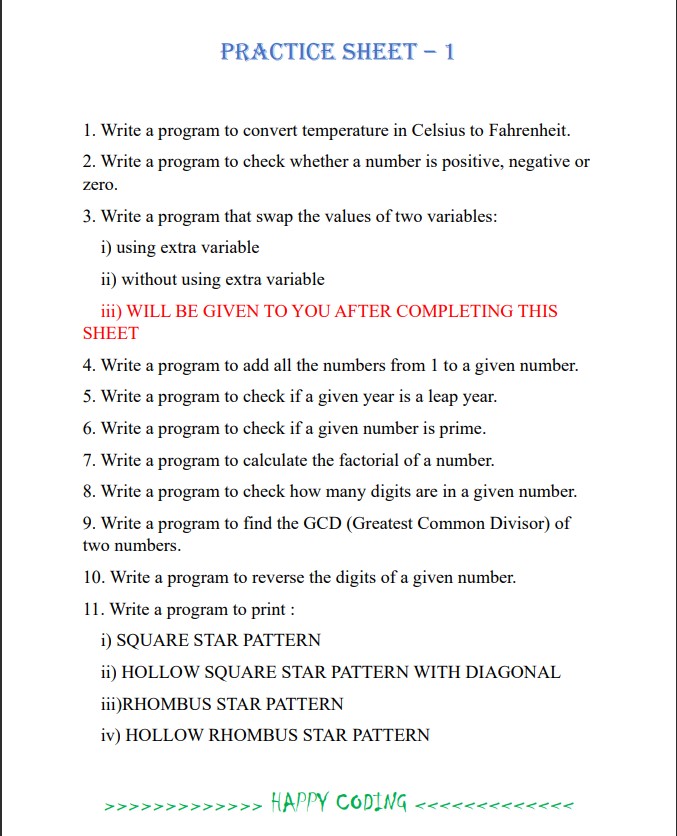 PRACTICE SHEET – 1
1. Write a program to convert temperature in Celsius to Fahrenheit.
2. Write a program to check whether a number is positive, negative or
zero.
3. Write a program that swap the values of two variables:
i) using extra variable
ii) without using extra variable
iii) WILL BE GIVEN TO YOU AFTER COMPLETING THIS
SHEET
4. Write a program to add all the numbers from 1 to a given number.
5. Write a program to check if a given year is a leap year.
6. Write a program to check if a given number is prime.
7. Write a program to calculate the factorial of a number.
8. Write a program to check how many digits are in a given number.
9. Write a program to find the GCD (Greatest Common Divisor) of
two numbers.
10. Write a program to reverse the digits of a given number.
11. Write a program to print :
i) SQUARE STAR PATTERN
ii) HOLLOW SQUARE STAR PATTERN WITH DIAGONAL
iii)RHOMBUS STAR PATTERN
iv) HOLLOW RHOMBUS STAR PATTERN
>>>>>>>>>>>>> HAPPY CODING <<<<<<<<<<<<<